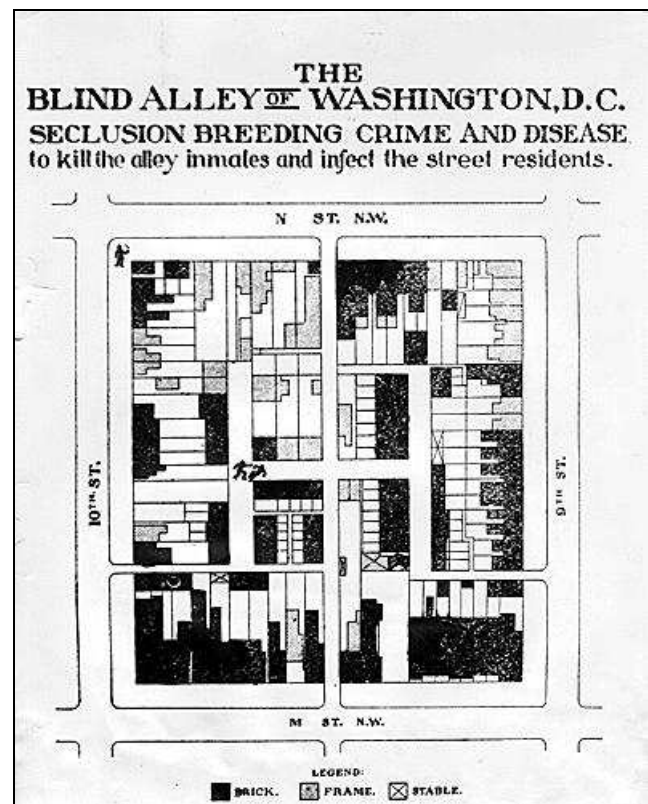 THE
BLIND ALLEY OF WASHINGTON, D.C.
SECLUSION BREEDING CRIME AND DISEASE
to kill the alley inmates and infect the street residents.
N ST. N.W.
10TH. ST.
9TH. ST.
M ST. N.W.
LEGEND:
BRICK. FRAME. STABLE.